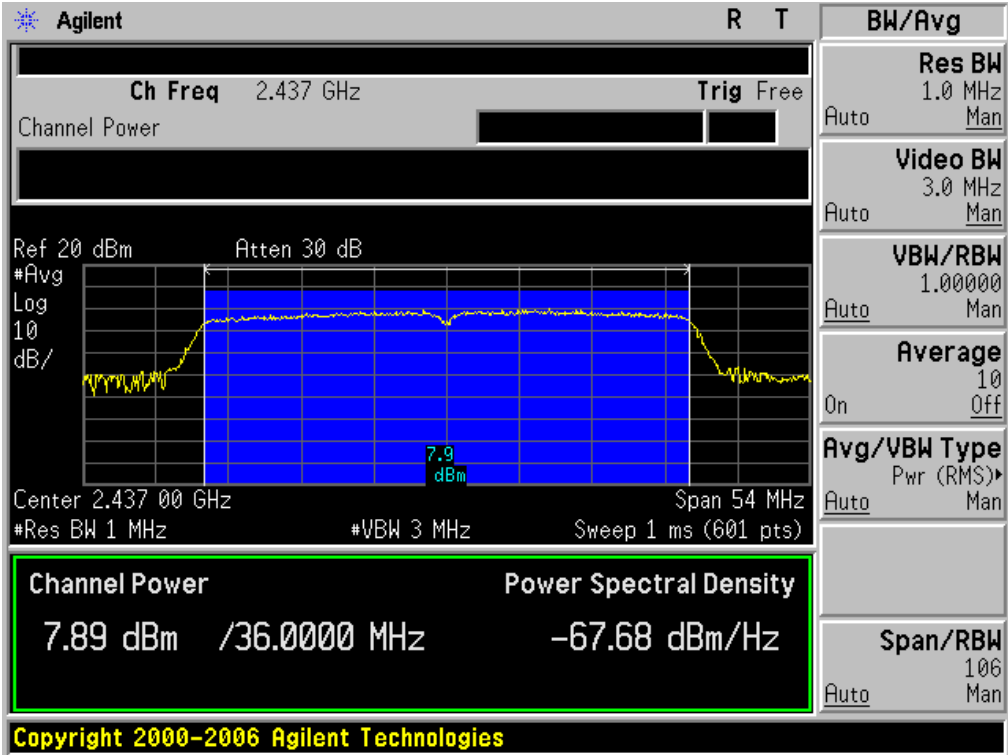 Agilent R T
Ch Freq 2.437 GHz Trig Free
Channel Power
Ref 20 dBm Atten 30 dB
#Avg
Log
10
dB/
7.9
dBm
Center 2.437 00 GHz Span 54 MHz
#Res BW 1 MHz #VBW 3 MHz Sweep 1 ms (601 pts)
Channel Power Power Spectral Density
7.89 dBm /36.0000 MHz -67.68 dBm/Hz
Copyright 2000-2006 Agilent Technologies
BW/Avg
Res BW
1.0 MHz
Auto Man
Video BW
3.0 MHz
Auto Man
VBW/RBW
1.00000
Auto Man
Average
10
On Off
Avg/VBW Type
Pwr (RMS)▸
Auto Man
Span/RBW
106
Auto Man